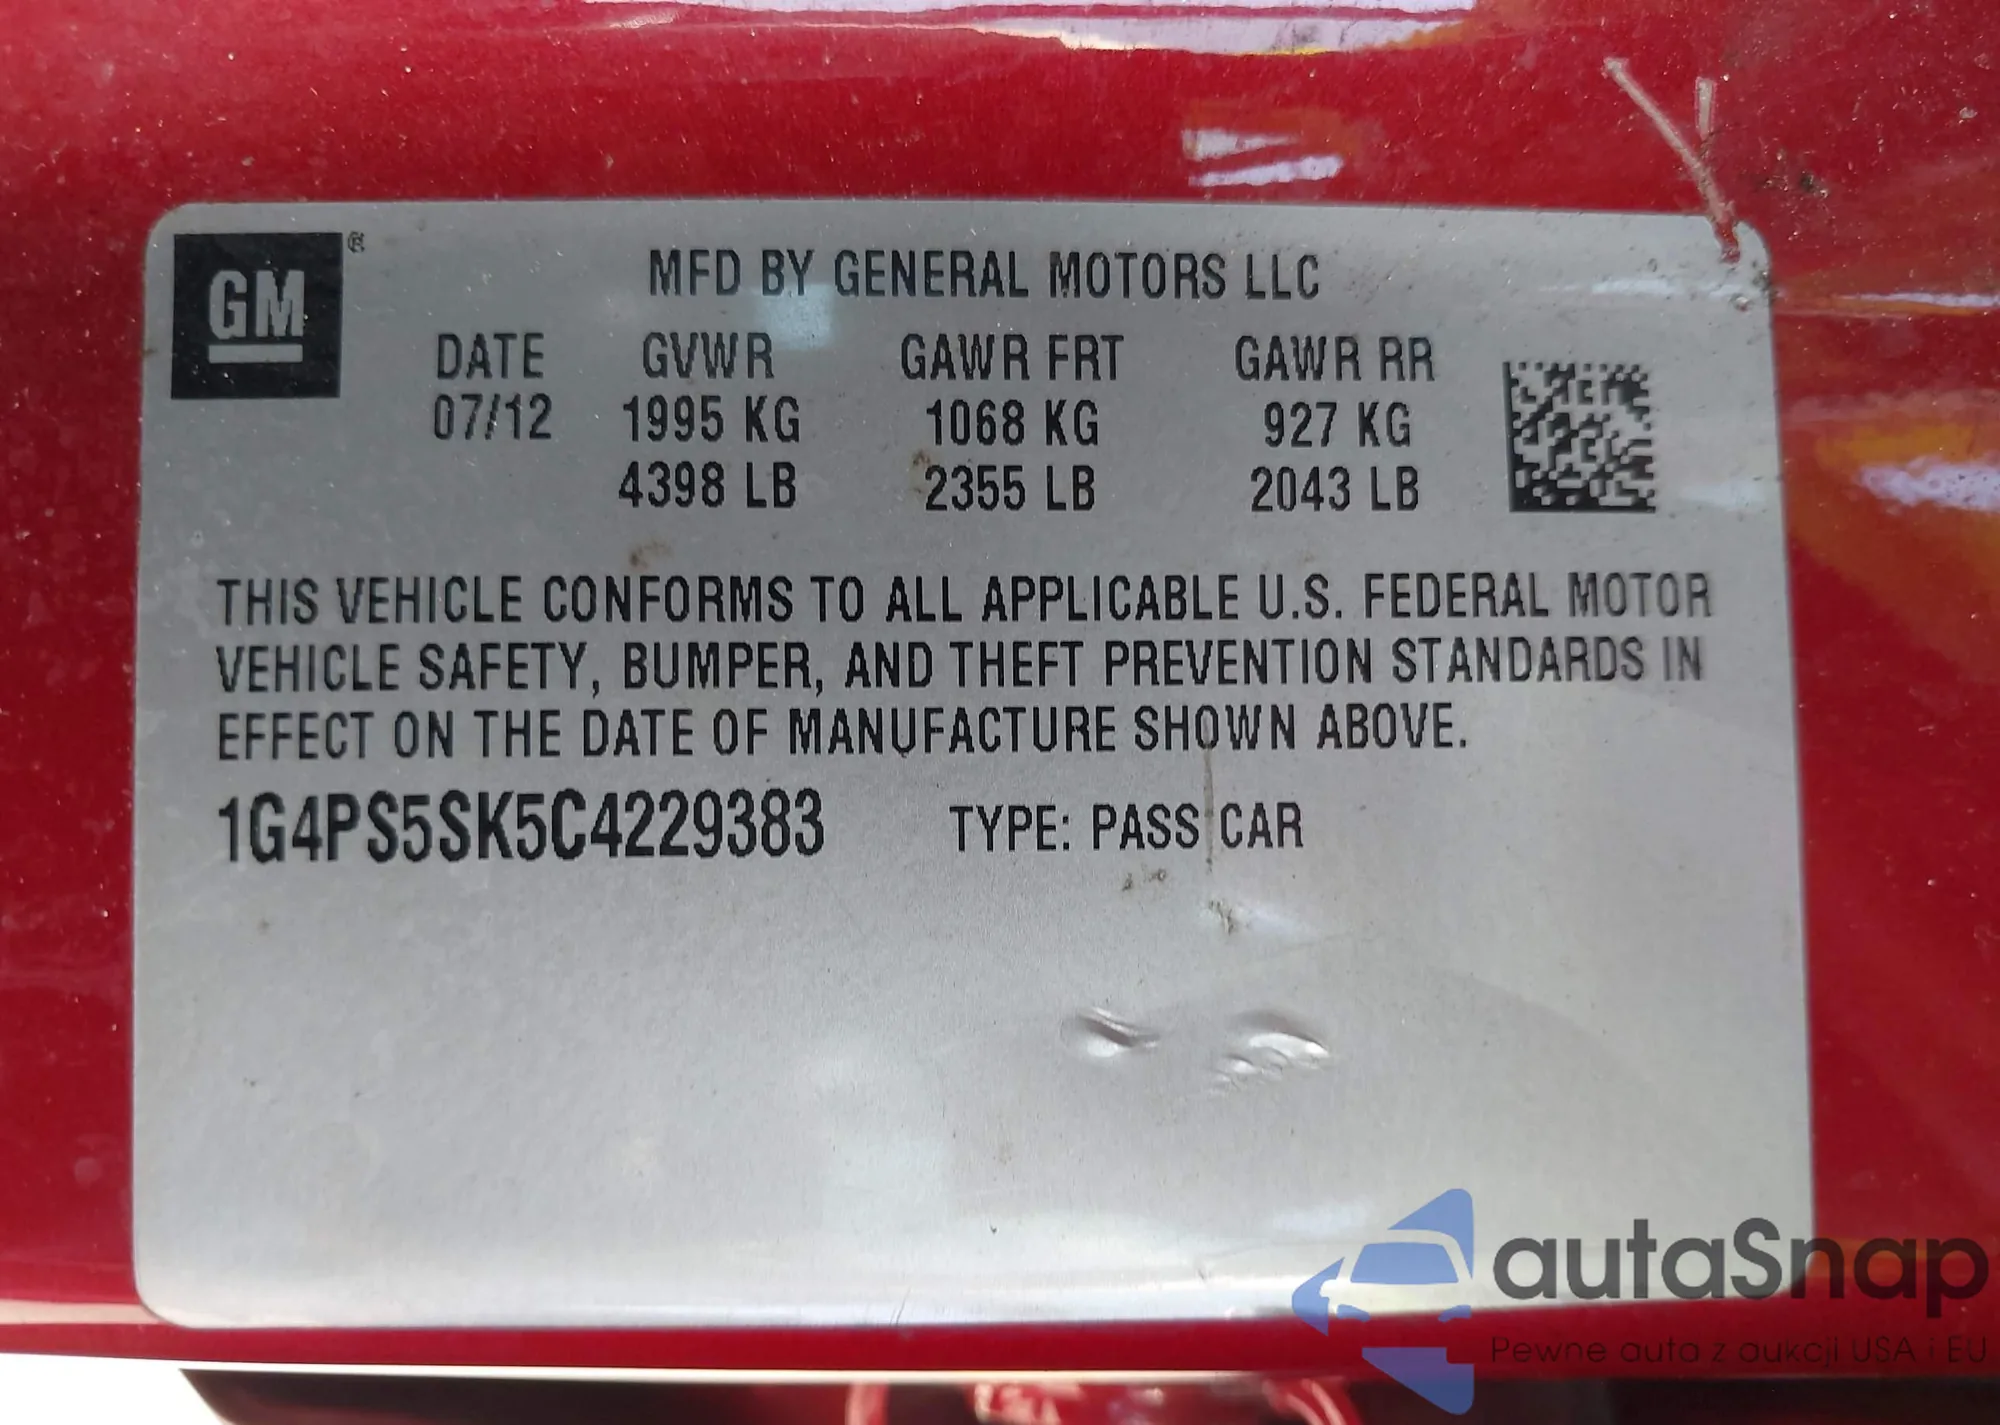 GM ®
MFD BY GENERAL MOTORS LLC
DATE GVWR GAWR FRT GAWR RR
07/12 1995 KG 1068 KG 927 KG
4398 LB 2355 LB 2043 LB
THIS VEHICLE CONFORMS TO ALL APPLICABLE U.S. FEDERAL MOTOR
VEHICLE SAFETY, BUMPER, AND THEFT PREVENTION STANDARDS IN
EFFECT ON THE DATE OF MANUFACTURE SHOWN ABOVE.
1G4PS5SK5C4229383 TYPE: PASS CAR
autaSnap
Pewne auta z aukcji USA i EU